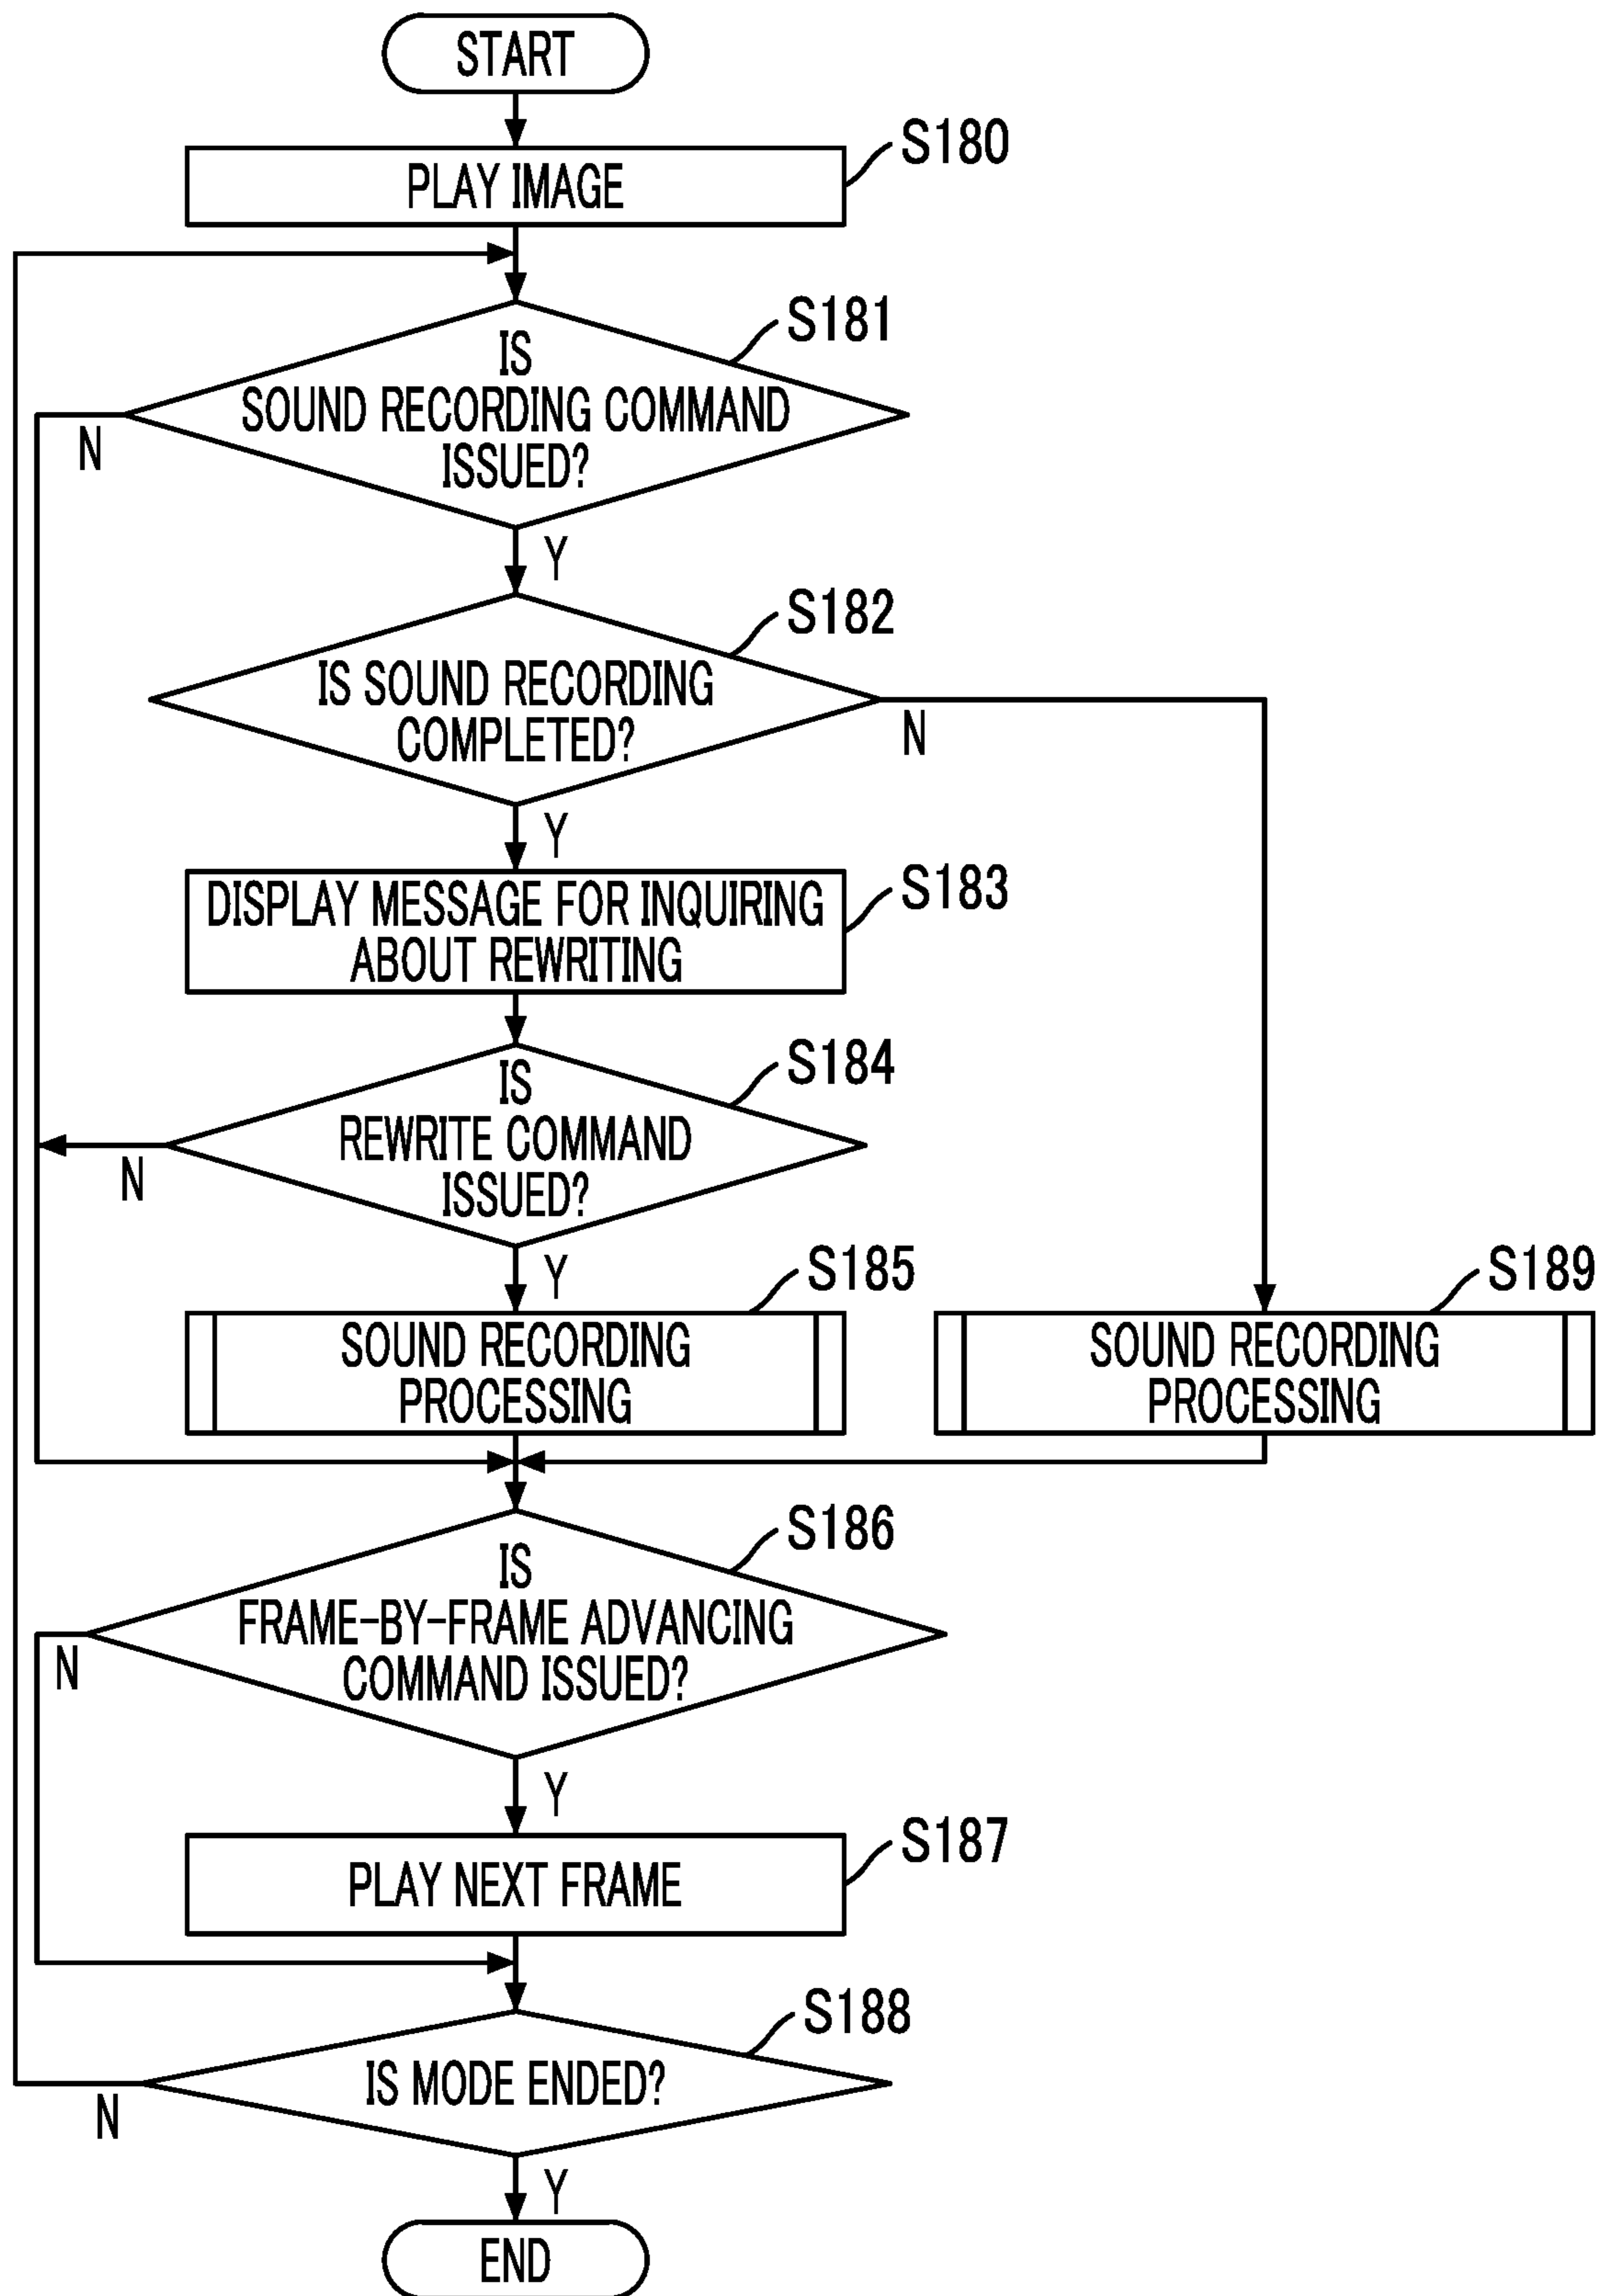 START
S180
PLAY IMAGE
S181
IS
SOUND RECORDING COMMAND
ISSUED?
N
Y
S182
IS SOUND RECORDING
COMPLETED?
N
Y
S183
DISPLAY MESSAGE FOR INQUIRING
ABOUT REWRITING
S184
IS
REWRITE COMMAND
ISSUED?
N
Y
S185
SOUND RECORDING
PROCESSING
S189
SOUND RECORDING
PROCESSING
S186
IS
FRAME-BY-FRAME ADVANCING
COMMAND ISSUED?
N
Y
S187
PLAY NEXT FRAME
S188
IS MODE ENDED?
N
Y
END